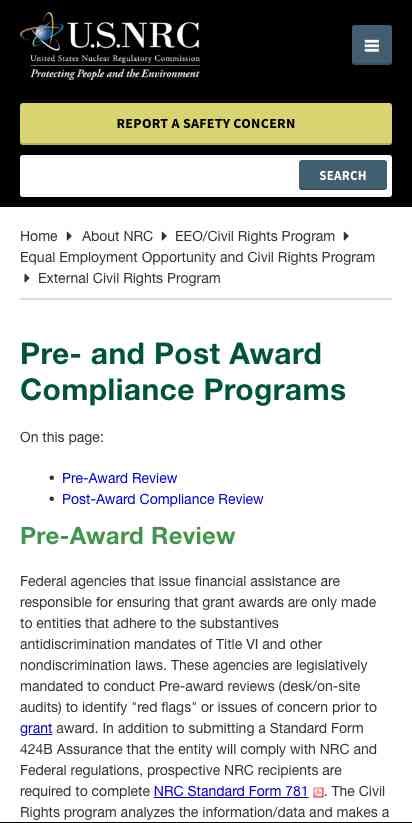 U.S.NRC
United States Nuclear Regulatory Commission
Protecting People and the Environment
REPORT A SAFETY CONCERN
SEARCH
Home About NRC EEO/Civil Rights Program
Equal Employment Opportunity and Civil Rights Program
External Civil Rights Program
Pre- and Post Award
Compliance Programs
On this page:
• Pre-Award Review
• Post-Award Compliance Review
Pre-Award Review
Federal agencies that issue financial assistance are
responsible for ensuring that grant awards are only made
to entities that adhere to the substantives
antidiscrimination mandates of Title VI and other
nondiscrimination laws. These agencies are legislatively
mandated to conduct Pre-award reviews (desk/on-site
audits) to identify "red flags" or issues of concern prior to
grant award. In addition to submitting a Standard Form
424B Assurance that the entity will comply with NRC and
Federal regulations, prospective NRC recipients are
required to complete NRC Standard Form 781 . The Civil
Rights program analyzes the information/data and makes a